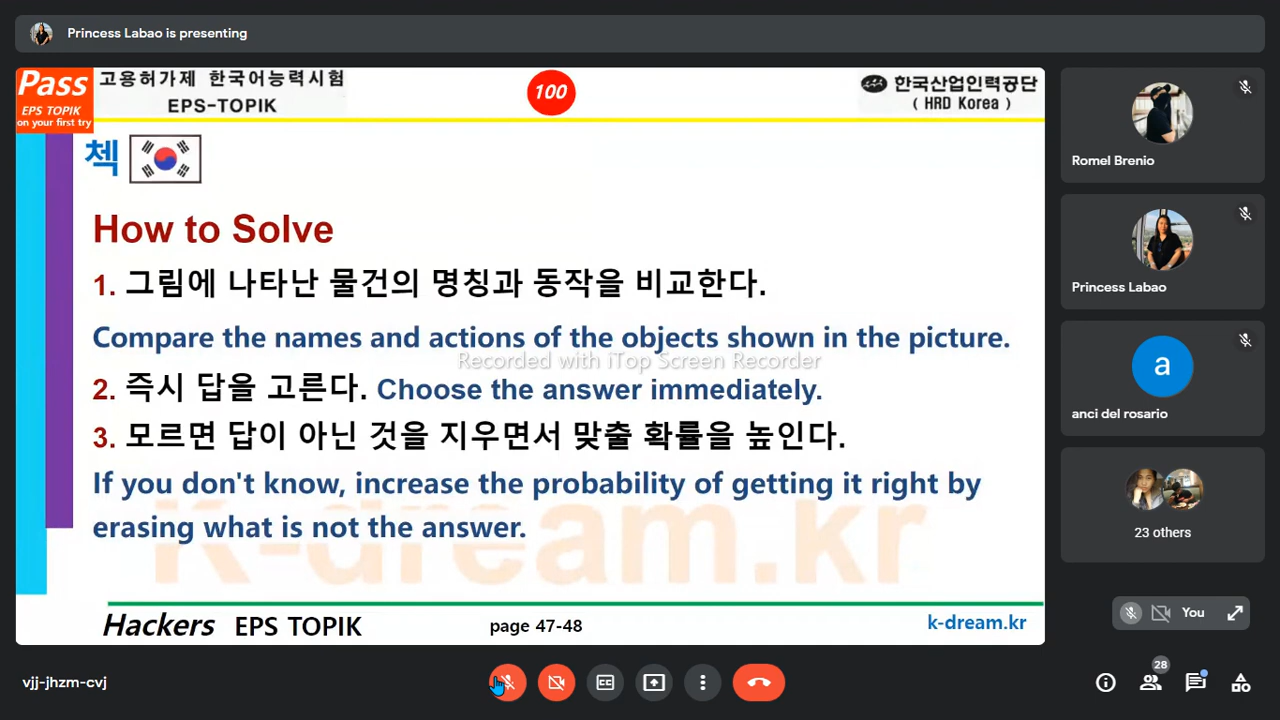 Princess Labao is presenting
Pass
EPS TOPIK
on your first try
고용허가제 한국어능력시험
EPS-TOPIK
100
한국산업인력공단
( HRD Korea )
첵
How to Solve
1. 그림에 나타난 물건의 명칭과 동작을 비교한다.
Compare the names and actions of the objects shown in the picture.
Recorded with iTop Screen Recorder
2. 즉시 답을 고른다. Choose the answer immediately.
3. 모르면 답이 아닌 것을 지우면서 맞출 확률을 높인다.
If you don't know, increase the probability of getting it right by
erasing what is not the answer.
K-dream.kr
Hackers EPS TOPIK
page 47-48
k-dream.kr
Romel Brenio
Princess Labao
a
anci del rosario
23 others
You
vjj-jhzm-cvj
CC
28